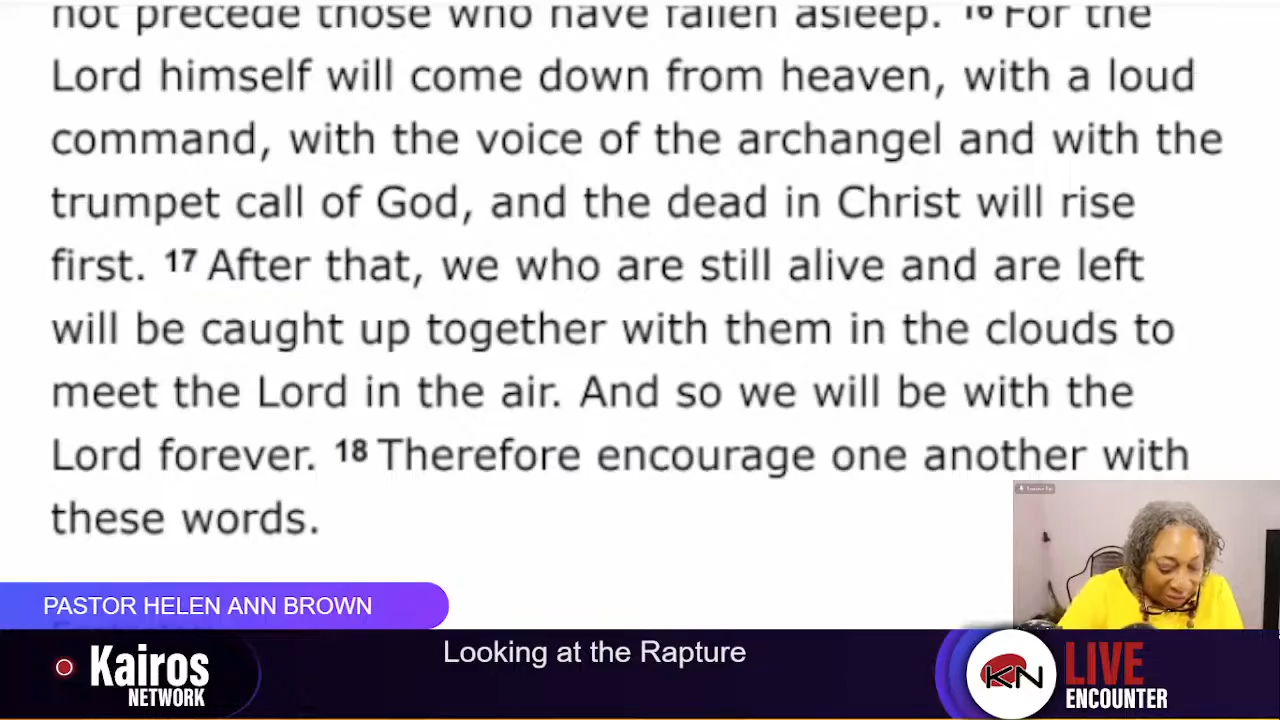 not precede those who have fallen asleep. 16 For the
Lord himself will come down from heaven, with a loud
command, with the voice of the archangel and with the
trumpet call of God, and the dead in Christ will rise
first. 17 After that, we who are still alive and are left
will be caught up together with them in the clouds to
meet the Lord in the air. And so we will be with the
Lord forever. 18 Therefore encourage one another with
these words.
PASTOR HELEN ANN BROWN
Kairos
NETWORK
Looking at the Rapture
KN
LIVE
ENCOUNTER